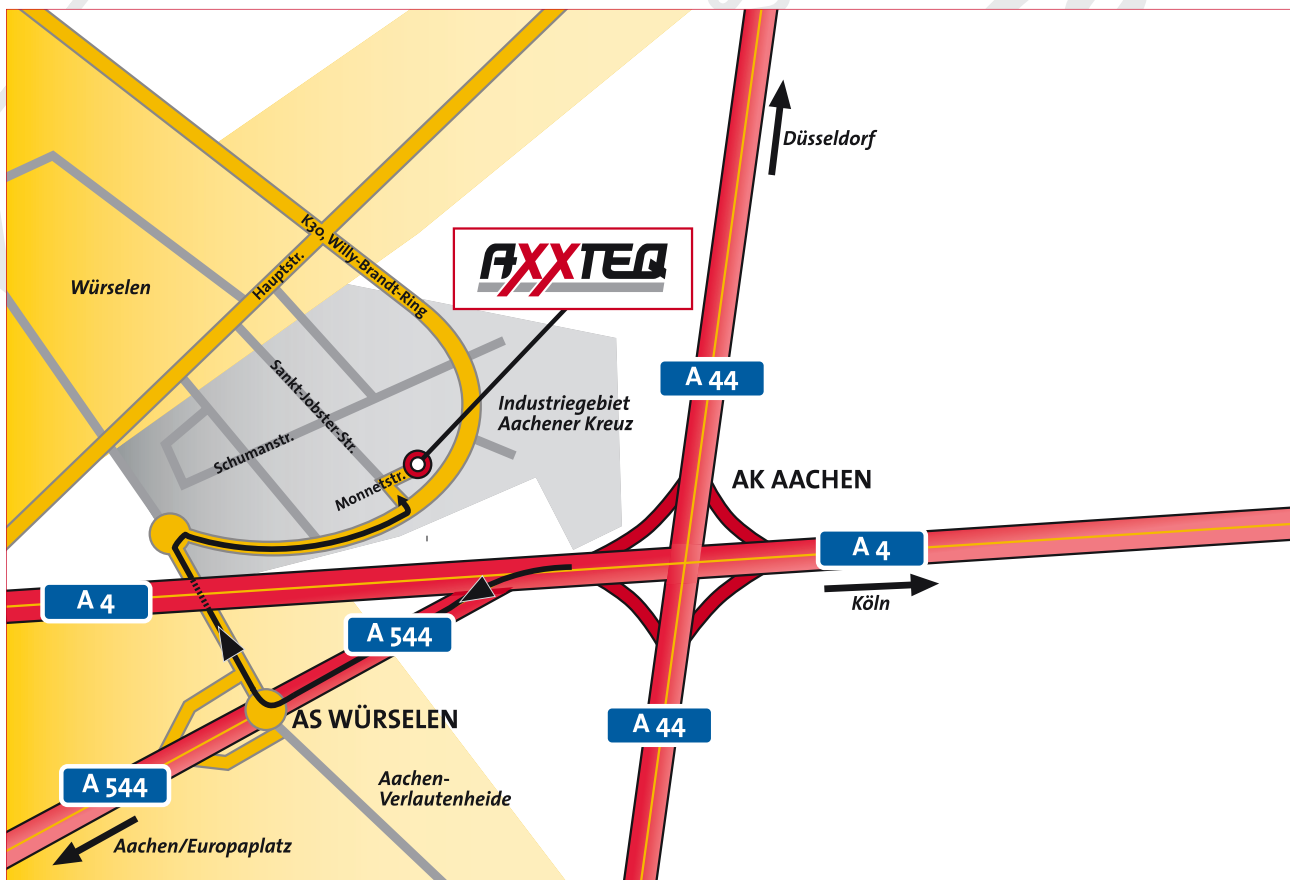 Düsseldorf
K30, Willy-Brandt-Ring
Hauptstr.
AXXTEQ
Würselen
A 44
Sankt-Jobster-Str.
Industriegebiet
Aachener Kreuz
Schumanstr.
Monnetstr.
AK AACHEN
A 4
Köln
A 4
A 544
AS WÜRSELEN
A 44
A 544
Aachen-
Verlautenheide
Aachen/Europaplatz